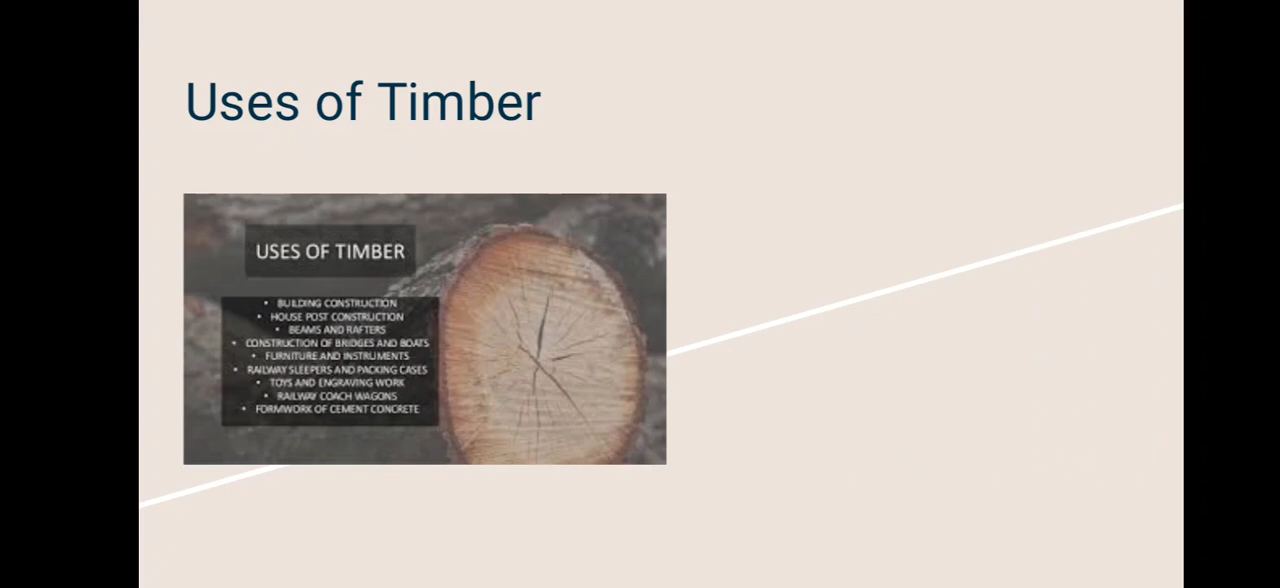 Uses of Timber
USES OF TIMBER
• BUILDING CONSTRUCTION
• HOUSE POST CONSTRUCTION
• BEAMS AND RAFTERS
• CONSTRUCTION OF BRIDGES AND BOATS
• FURNITURE AND INSTRUMENTS
• RAILWAY SLEEPERS AND PACKING CASES
• TOYS AND ENGRAVING WORK
• RAILWAY COACH WAGONS
• FORMWORK OF CEMENT CONCRETE